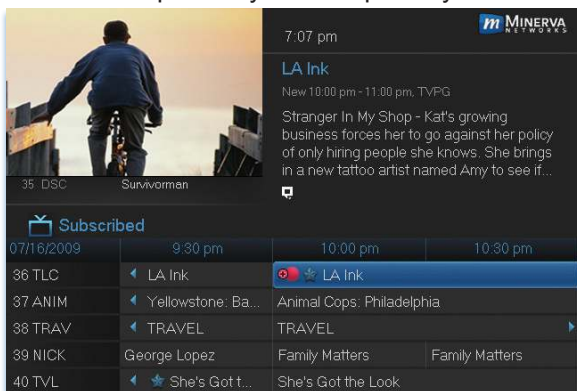 7:07 pm
MINERVA
NETWORKS
LA Ink
New 10:00 pm - 11:00 pm, TVPG
Stranger In My Shop - Kat's growing
business forces her to go against her policy
of only hiring people she knows. She brings
in a new tattoo artist named Amy to see if...
35 DSC Survivorman
Subscribed
07/16/2009 9:30 pm 10:00 pm 10:30 pm
36 TLC LA Ink LA Ink
37 ANIM Yellowstone: Ba... Animal Cops: Philadelphia
38 TRAV TRAVEL TRAVEL
39 NICK George Lopez Family Matters Family Matters
40 TVL She's Got t... She's Got the Look